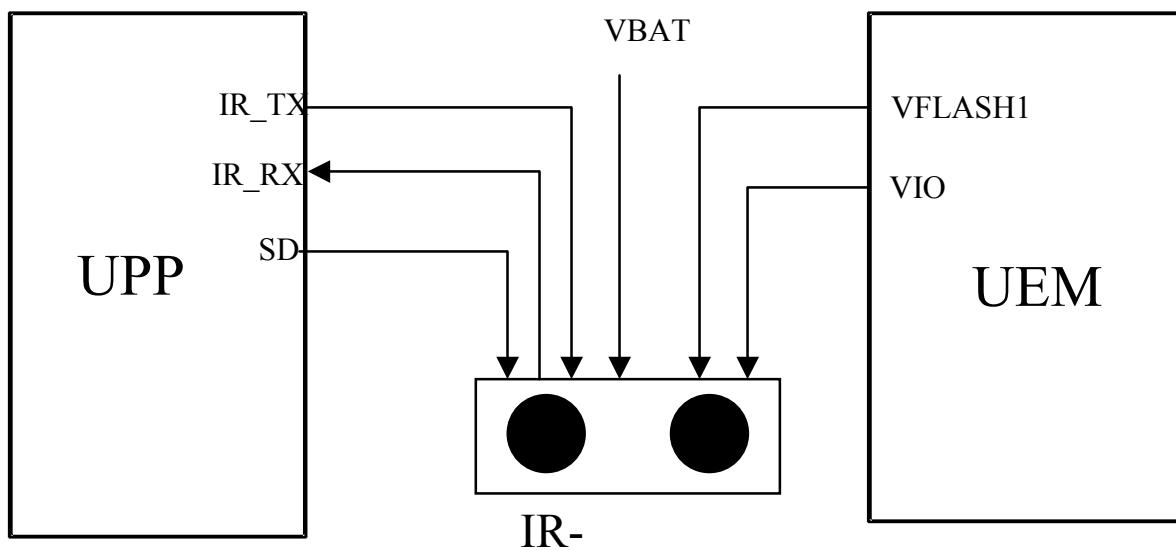 VBAT
IR_TX
VFLASH1
IR_RX
VIO
SD
UPP
UEM
IR-